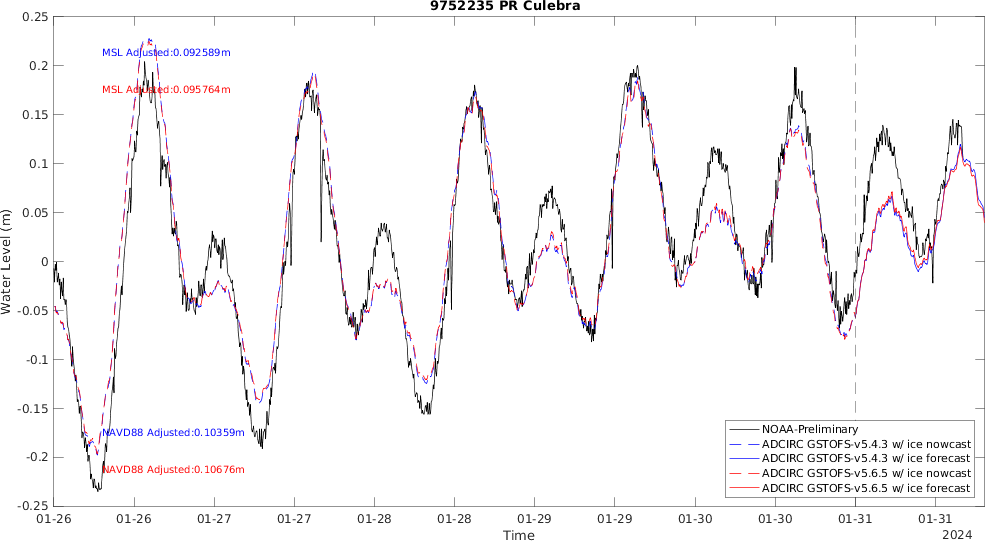 9752235 PR Culebra
0.25
0.2
0.15
0.1
0.05
0
-0.05
-0.1
-0.15
-0.2
-0.25
Water Level (m)
MSL Adjusted:0.092589m
MSL Adjusted:0.095764m
NAVD88 Adjusted:0.10359m
NAVD88 Adjusted:0.10676m
NOAA-Preliminary
ADCIRC GSTOFS-v5.4.3 w/ ice nowcast
ADCIRC GSTOFS-v5.4.3 w/ ice forecast
ADCIRC GSTOFS-v5.6.5 w/ ice nowcast
ADCIRC GSTOFS-v5.6.5 w/ ice forecast
01-26 01-26 01-27 01-27 01-28 01-28 01-29 01-29 01-30 01-30 01-31 01-31
Time
2024